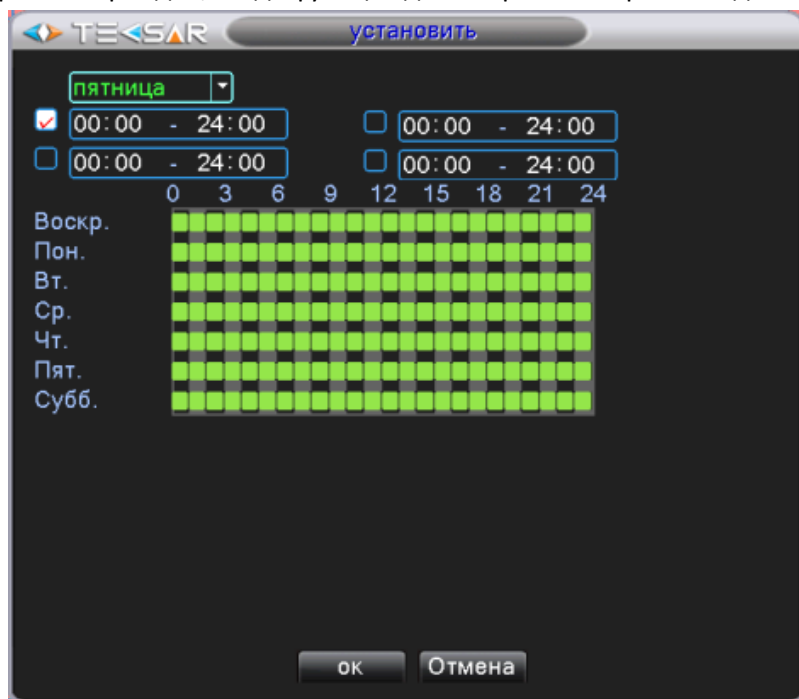 TEKSAR
установить
пятница
00:00 - 24:00 00:00 - 24:00
00:00 - 24:00 00:00 - 24:00
0 3 6 9 12 15 18 21 24
Воскр.
Пон.
Вт.
Ср.
Чт.
Пят.
Субб.
ок Отмена